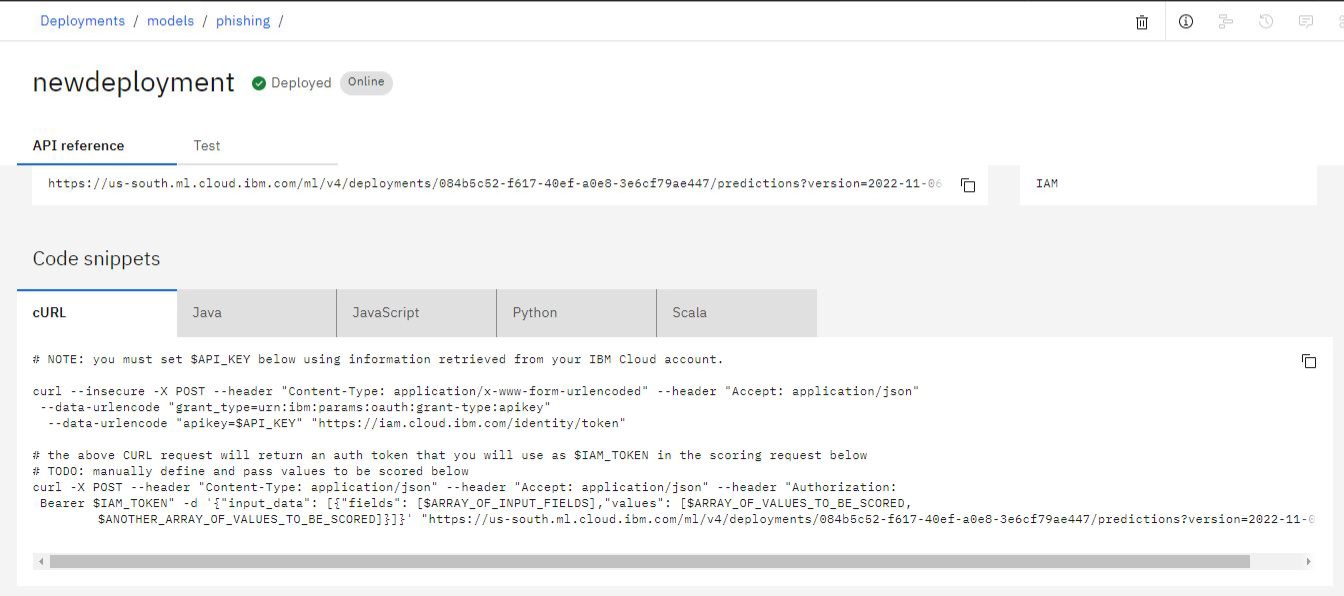 Deployments / models / phishing /
newdeployment Deployed Online
API reference Test
https://us-south.ml.cloud.ibm.com/ml/v4/deployments/084b5c52-f617-40ef-a0e8-3e6cf79ae447/predictions?version=2022-11-06 IAM
Code snippets
cURL Java JavaScript Python Scala
# NOTE: you must set $API_KEY below using information retrieved from your IBM Cloud account.
curl --insecure -X POST --header "Content-Type: application/x-www-form-urlencoded" --header "Accept: application/json"
--data-urlencode "grant_type=urn:ibm:params:oauth:grant-type:apikey"
--data-urlencode "apikey=$API_KEY" "https://iam.cloud.ibm.com/identity/token"
# the above CURL request will return an auth token that you will use as $IAM_TOKEN in the scoring request below
# TODO: manually define and pass values to be scored below
curl -X POST --header "Content-Type: application/json" --header "Accept: application/json" --header "Authorization:
Bearer $IAM_TOKEN" -d '{"input_data": [{"fields": [$ARRAY_OF_INPUT_FIELDS],"values": [$ARRAY_OF_VALUES_TO_BE_SCORED,
$ANOTHER_ARRAY_OF_VALUES_TO_BE_SCORED]}]}' "https://us-south.ml.cloud.ibm.com/ml/v4/deployments/084b5c52-f617-40ef-a0e8-3e6cf79ae447/predictions?version=2022-11-0